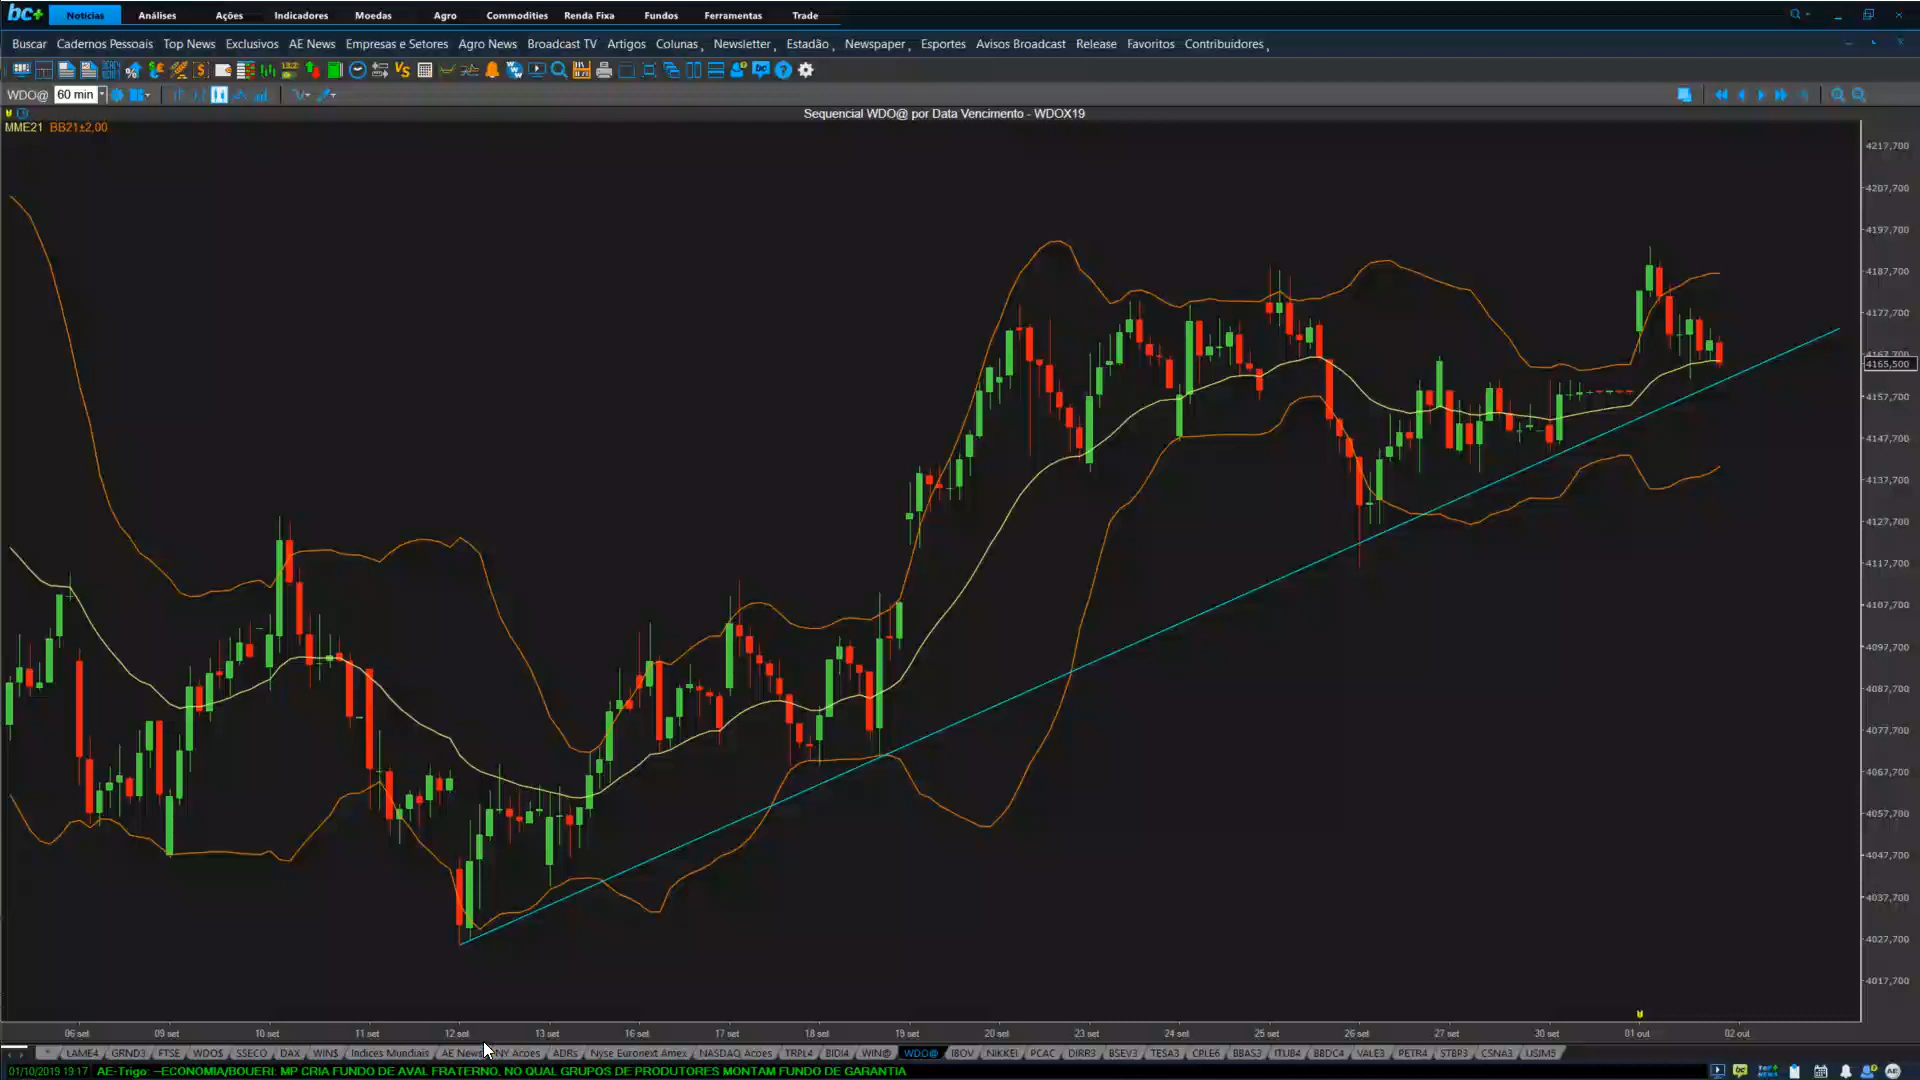 bc+ Notícias Análises Ações Indicadores Moedas Agro Commodities Renda Fixa Fundos Ferramentas Trade
Buscar Cadernos Pessoais Top News Exclusivos AE News Empresas e Setores Agro News Broadcast TV Artigos Colunas Newsletter Estadão Newspaper Esportes Avisos Broadcast Release Favoritos Contribuidores
WDO@ 60 min
Sequencial WDO@ por Data Vencimento - WDOX19
MME21 BB21±2,00
4217,700
4207,700
4197,700
4187,700
4177,700
4167,700
4165,500
4157,700
4147,700
4137,700
4127,700
4117,700
4107,700
4097,700
4087,700
4077,700
4067,700
4057,700
4047,700
4037,700
4027,700
4017,700
06 set 09 set 10 set 11 set 12 set 13 set 16 set 17 set 18 set 19 set 20 set 23 set 24 set 25 set 26 set 27 set 30 set 01 out 02 out
LAME4 GRND3 FTSE WDO$ SSECO DAX WIN$ Indices Mundiais AE News NY Acoes ADRs Nyse Euronext Amex NASDAQ Acoes TRPL4 BIDI4 WIN@ WDO@ IBOV NIKKEI PCAC DIRR3 BSEV3 TESA3 CPLE6 BBAS3 ITUB4 BBDC4 VALE3 PETR4 STBP3 CSNA3 USIM5
01/10/2019 19:17 AE-Trigo: --ECONOMIA/BOUERI: MP CRIA FUNDO DE AVAL FRATERNO, NO QUAL GRUPOS DE PRODUTORES MONTAM FUNDO DE GARANTIA